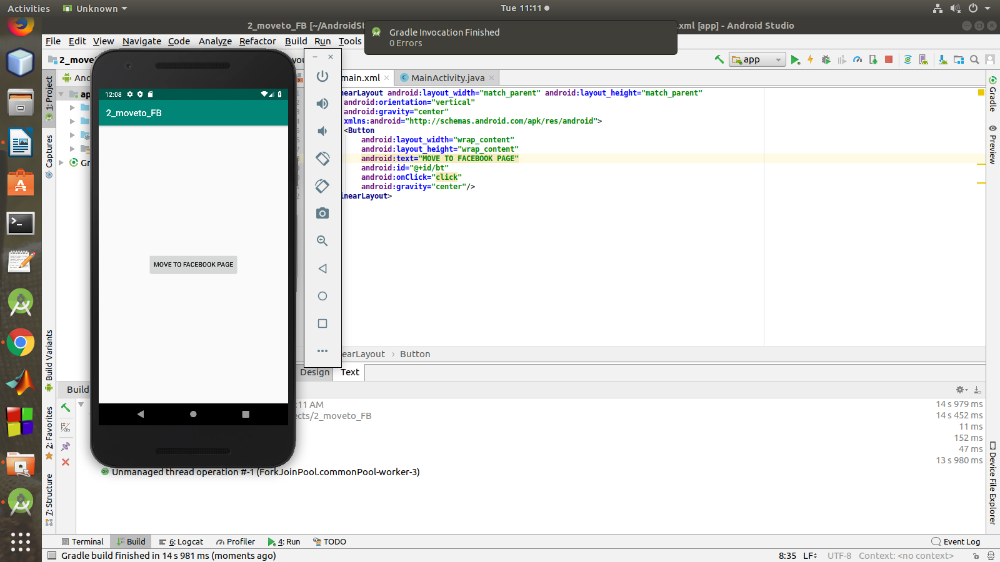 Activities Unknown Tue 11:11
2_moveto_FB [~/AndroidSt .xml [app] - Android Studio
Gradle Invocation Finished
0 Errors
File Edit View Navigate Code Analyze Refactor Build Run Tools
2_move app
And main.xml MainActivity.java
1: Project
Captures
Build Variants
2: Favorites
7: Structure
ap
Gr
12:08
2_moveto_FB
MOVE TO FACEBOOK PAGE
nearLayout android:layout_width="match_parent" android:layout_height="match_parent"
android:orientation="vertical"
android:gravity="center"
xmlns:android="http://schemas.android.com/apk/res/android">
<Button
android:layout_width="wrap_content"
android:layout_height="wrap_content"
android:text="MOVE TO FACEBOOK PAGE"
android:id="@+id/bt"
android:onClick="click"
android:gravity="center"/>
inearLayout>
earLayout › Button
Design Text
Gradle
Preview
Device File Explorer
Build
:11 AM 14 s 979 ms
ects/2_moveto_FB 14 s 452 ms
11 ms
152 ms
47 ms
13 s 980 ms
Unmanaged thread operation #-1 (ForkJoinPool.commonPool-worker-3)
Terminal Build 6: Logcat Profiler 4: Run TODO Event Log
Gradle build finished in 14 s 981 ms (moments ago) 8:35 LF÷ UTF-8 Context: <no context>